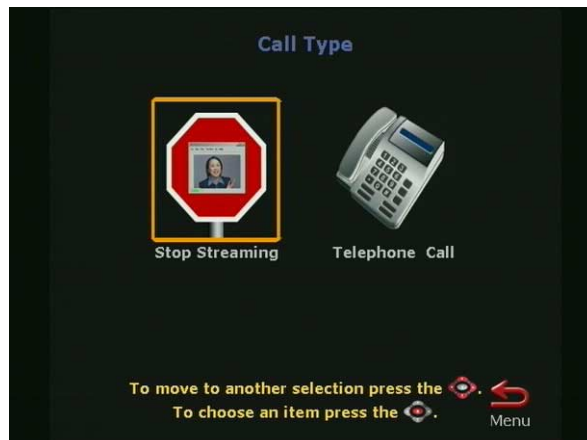 Call Type
Stop Streaming
Telephone Call
To move to another selection press the .
To choose an item press the .
Menu